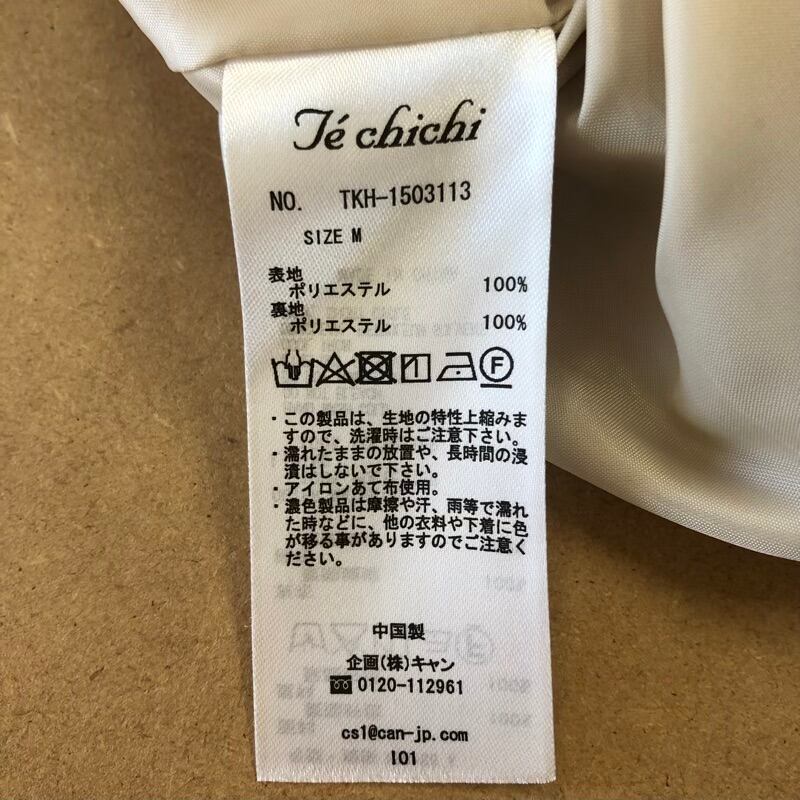 Té chichi
NO. TKH-1503113
SIZE M
表地
ポリエステル 100%
裏地
ポリエステル 100%
F
・この製品は、生地の特性上縮みま
すので、洗濯時はご注意下さい。
・濡れたままの放置や、長時間の浸
漬はしないで下さい。
・アイロンあて布使用。
・濃色製品は摩擦や汗、雨等で濡れ
た時などに、他の衣料や下着に色
が移る事がありますのでご注意く
ださい。
中国製
企画(株)キャン
0120-112961
cs1@can-jp.com
I01